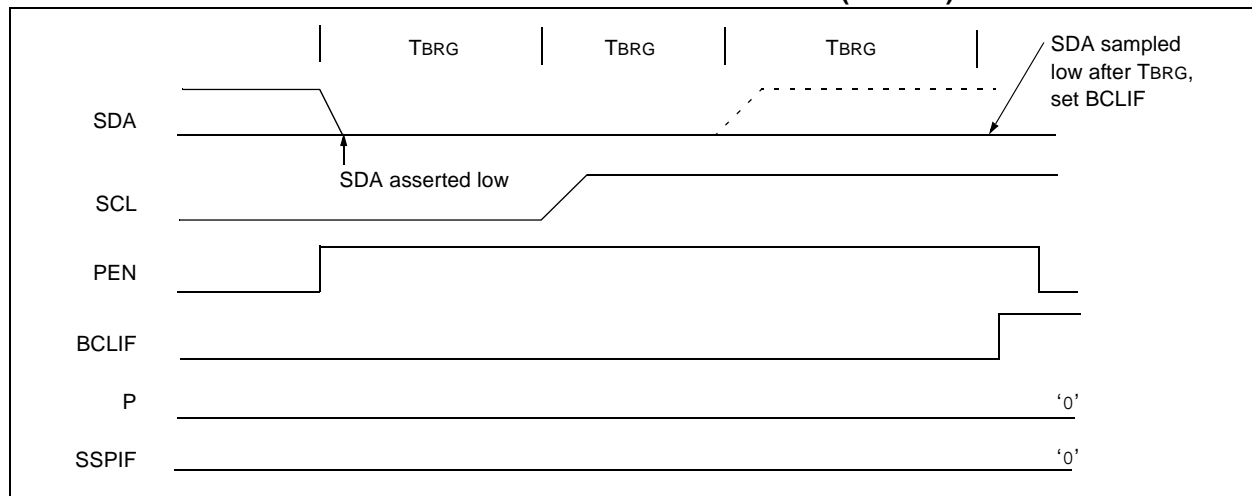 TBRG TBRG TBRG
SDA sampled
low after TBRG,
set BCLIF
SDA
SDA asserted low
SCL
PEN
BCLIF
P ‘0’
SSPIF ‘0’